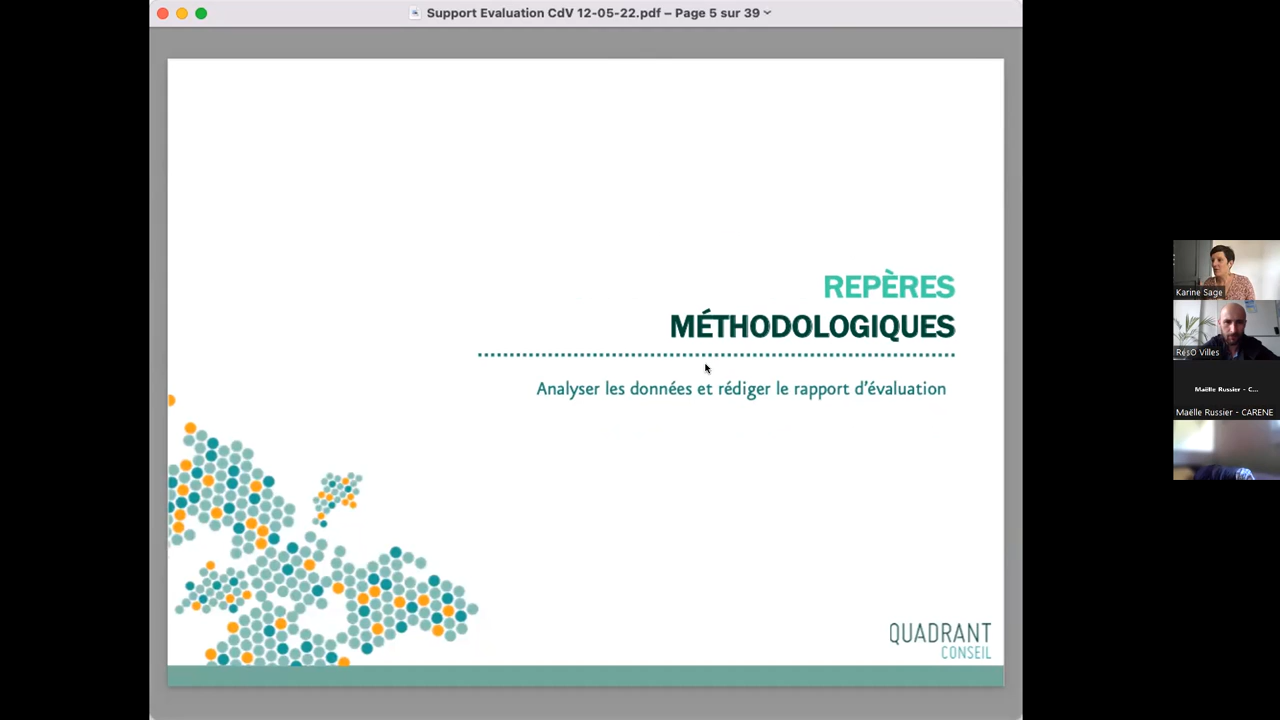 Support Evaluation CdV 12-05-22.pdf – Page 5 sur 39
REPÈRES
MÉTHODOLOGIQUES
Analyser les données et rédiger le rapport d'évaluation
QUADRANT
CONSEIL
Karine Sage
RésO Villes
Maëlle Russier - C...
Maëlle Russier - CARENE